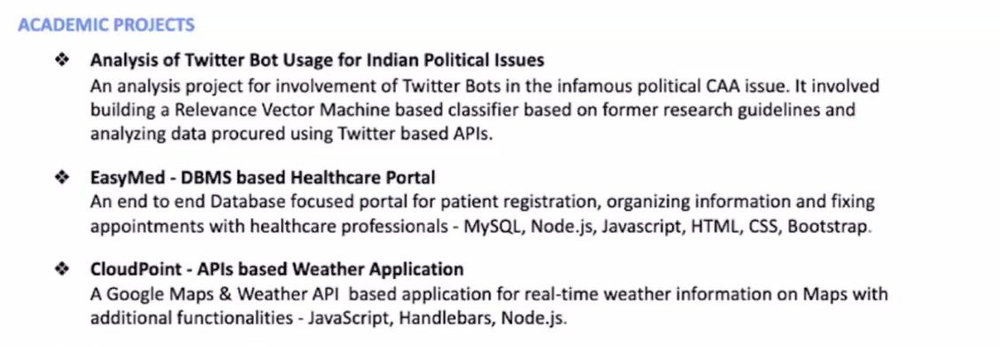 ACADEMIC PROJECTS
❖ Analysis of Twitter Bot Usage for Indian Political Issues
An analysis project for involvement of Twitter Bots in the infamous political CAA issue. It involved
building a Relevance Vector Machine based classifier based on former research guidelines and
analyzing data procured using Twitter based APIs.
❖ EasyMed - DBMS based Healthcare Portal
An end to end Database focused portal for patient registration, organizing information and fixing
appointments with healthcare professionals - MySQL, Node.js, Javascript, HTML, CSS, Bootstrap.
❖ CloudPoint - APIs based Weather Application
A Google Maps & Weather API based application for real-time weather information on Maps with
additional functionalities - JavaScript, Handlebars, Node.js.